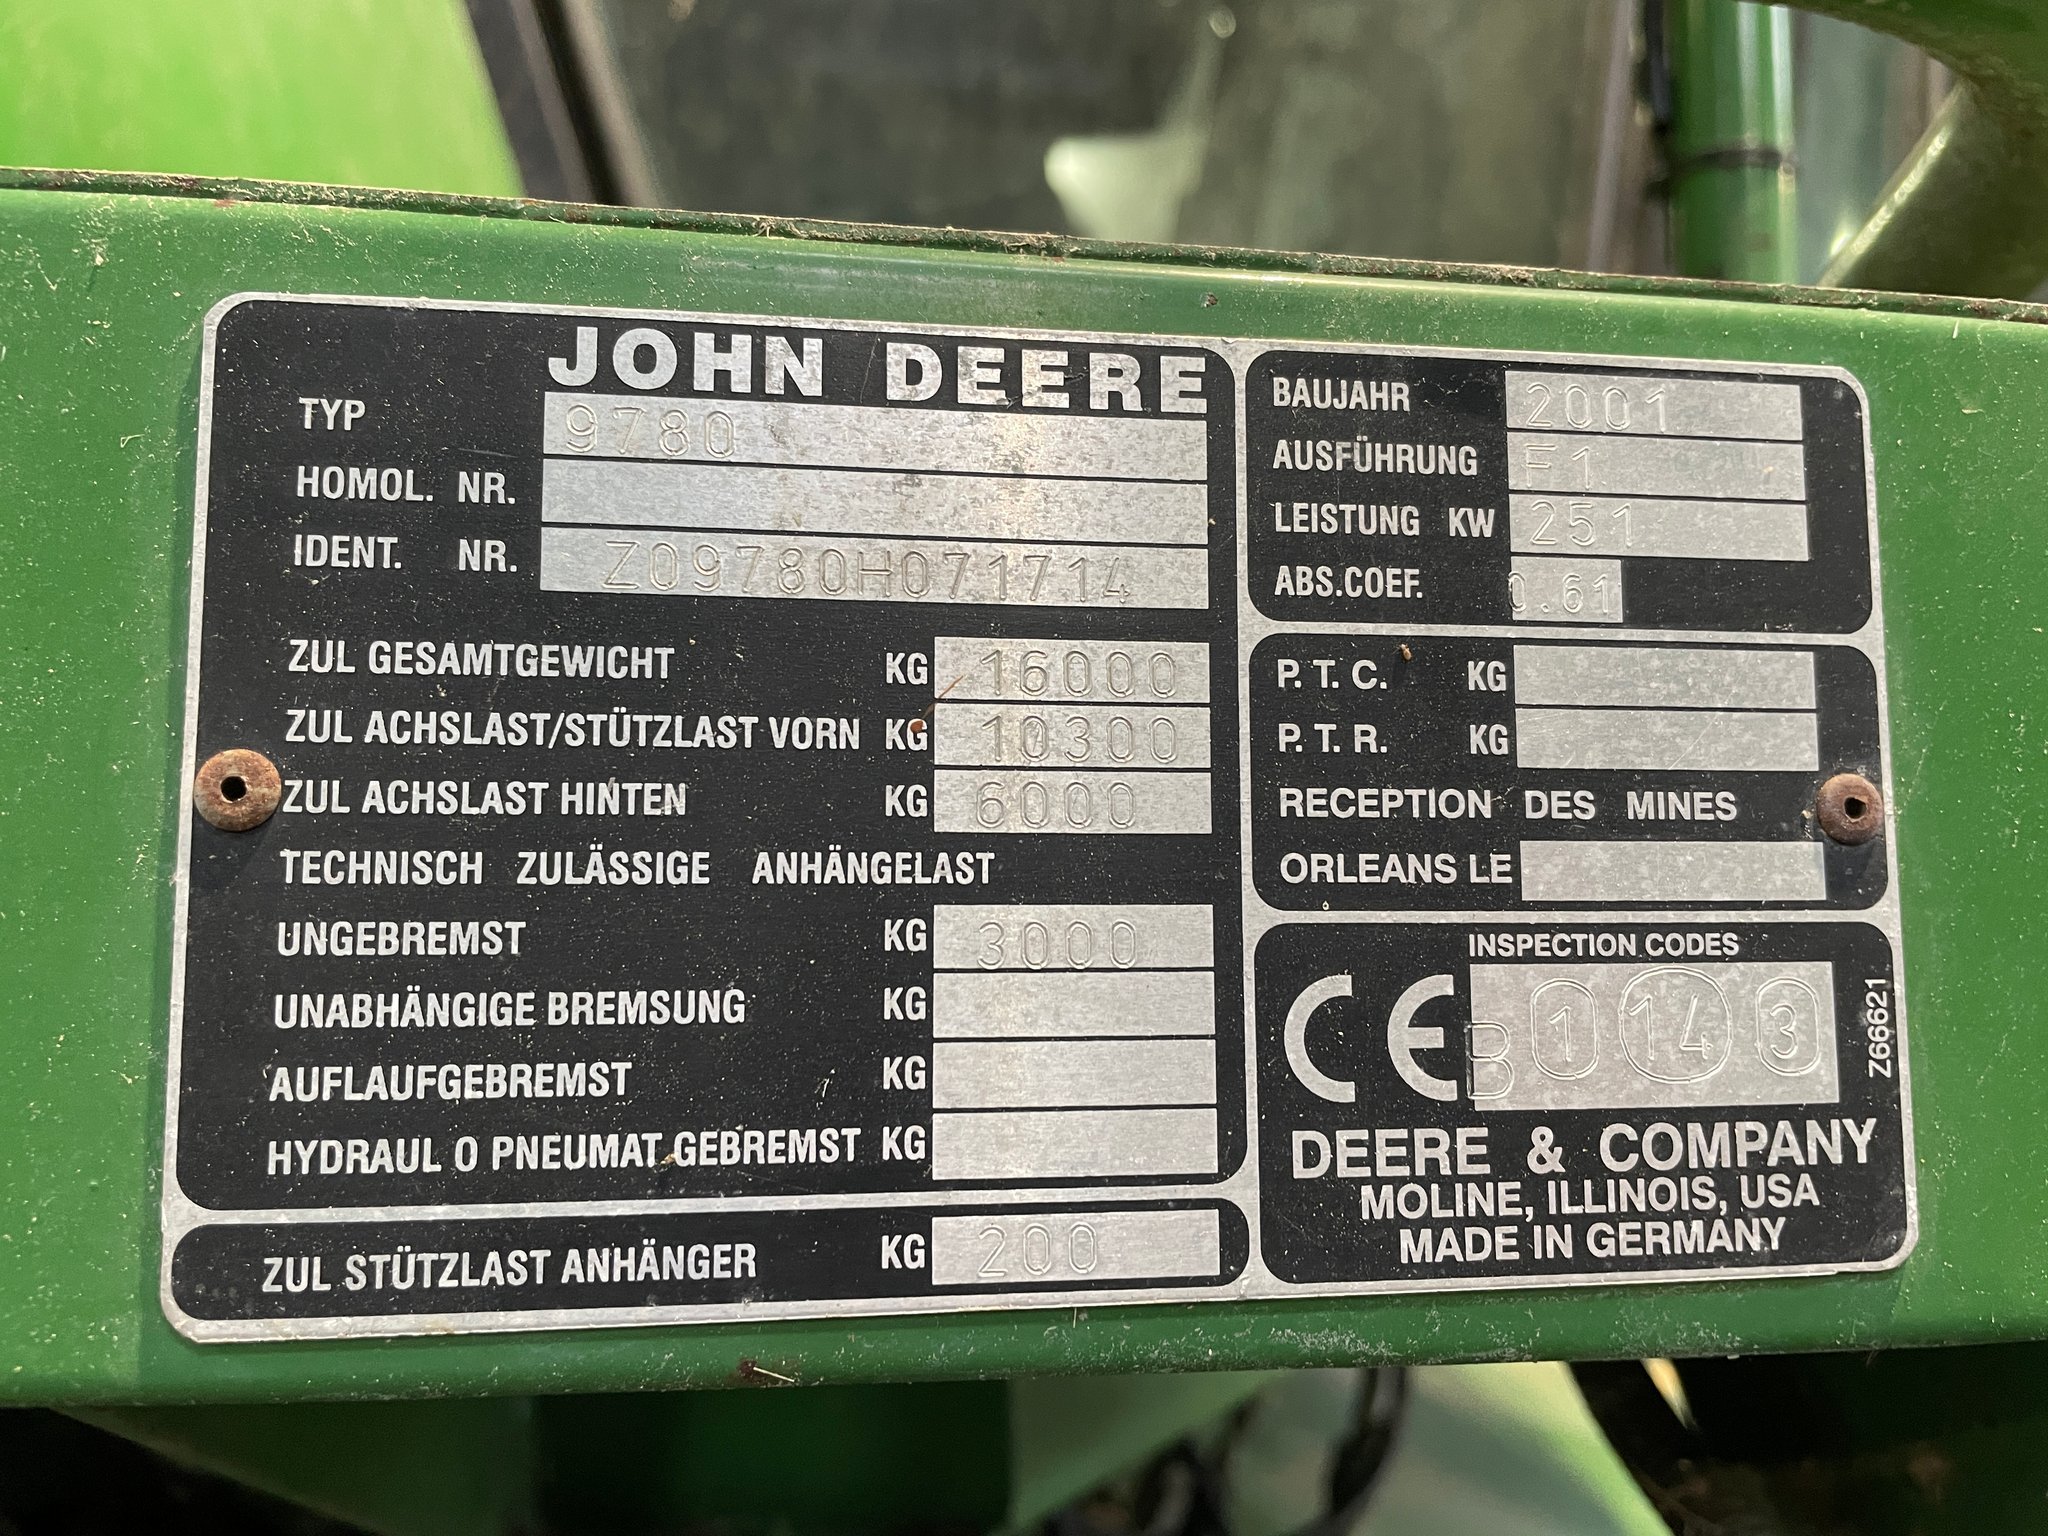 JOHN DEERE
TYP 9780
HOMOL. NR.
IDENT. NR. Z09780H071714
ZUL GESAMTGEWICHT KG 16000
ZUL ACHSLAST/STÜTZLAST VORN KG 10300
ZUL ACHSLAST HINTEN KG 6000
TECHNISCH ZULÄSSIGE ANHÄNGELAST
UNGEBREMST KG 3000
UNABHÄNGIGE BREMSUNG KG
AUFLAUFGEBREMST KG
HYDRAUL O PNEUMAT.GEBREMST KG
ZUL STÜTZLAST ANHÄNGER KG 200
BAUJAHR 2001
AUSFÜHRUNG F1
LEISTUNG KW 251
ABS.COEF. 0.61
P. T. C. KG
P. T. R. KG
RECEPTION DES MINES
ORLEANS LE
INSPECTION CODES
CE B 1 14 3
Z66621
DEERE & COMPANY
MOLINE, ILLINOIS, USA
MADE IN GERMANY